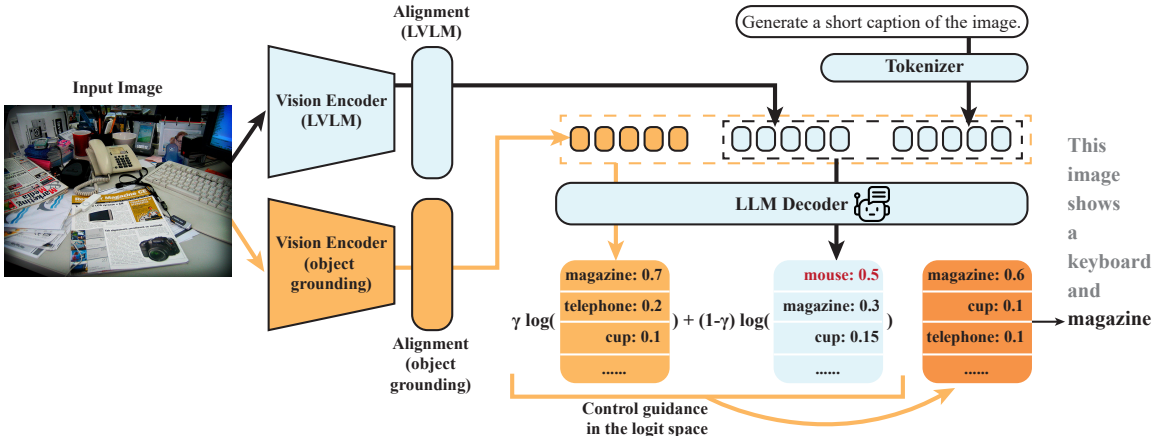 Alignment
(LVLM)
Generate a short caption of the image.
Tokenizer
Input Image
Vision Encoder
(LVLM)
This
image
shows
a
keyboard
and
magazine
LLM Decoder
Vision Encoder
(object
grounding)
Alignment
(object
grounding)
γ log(
magazine: 0.7
telephone: 0.2
cup: 0.1
......
) + (1-γ) log(
mouse: 0.5
magazine: 0.3
cup: 0.15
......
)
magazine: 0.6
cup: 0.1
telephone: 0.1
......
Control guidance
in the logit space